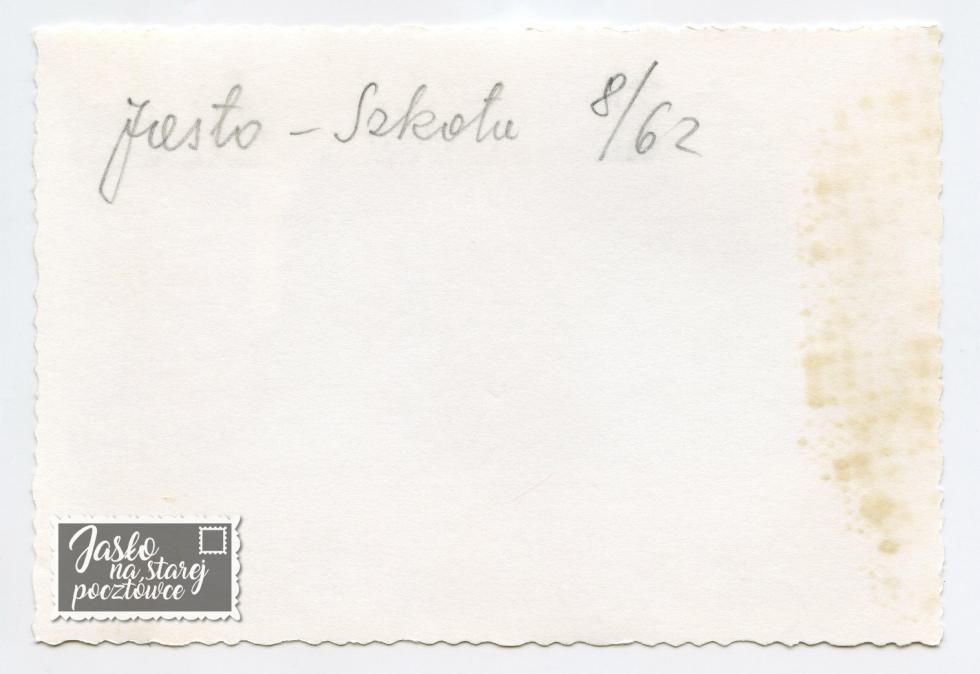 Jasło - Szkoła 8/62
Jasło
na starej
pocztówce